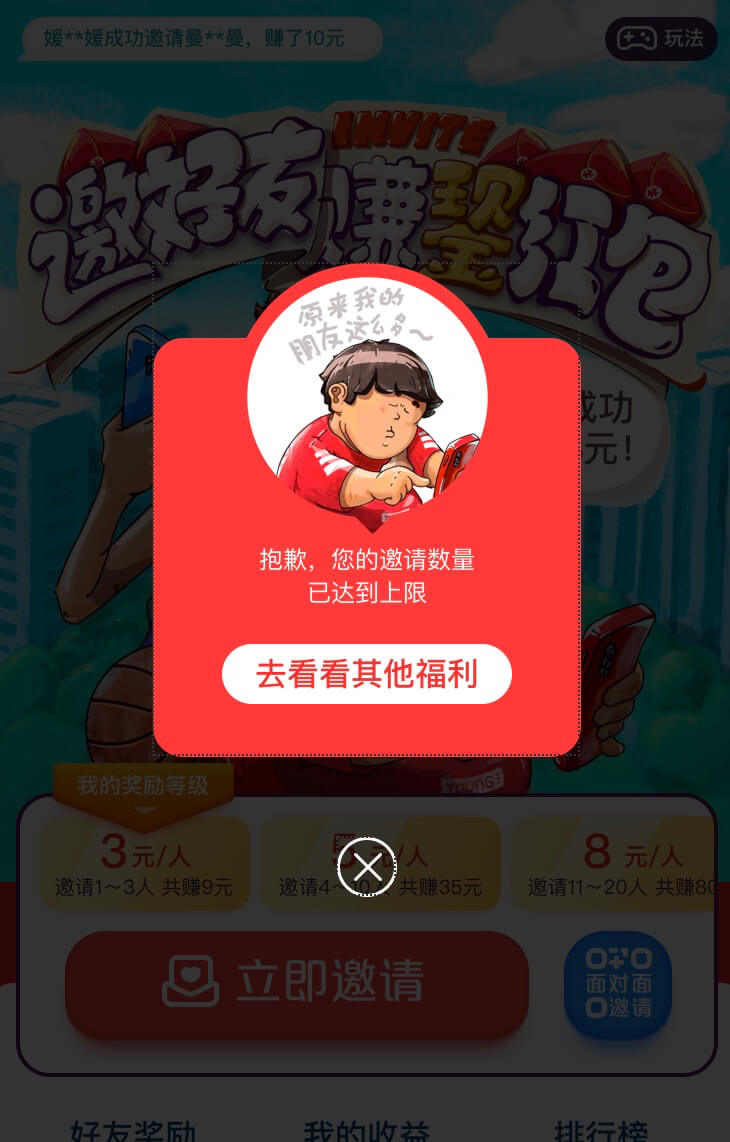 媛**媛成功邀请曼**曼，赚了10元
玩法
INVITE
邀好友赚现金红包
原来我的
朋友这么多~
成功
元!
抱歉，您的邀请数量
已达到上限
去看看其他福利
YOUNG
我的奖励等级
3元/人
邀请1~3人 共赚9元
5元/人
邀请4~10人 共赚35元
8元/人
邀请11~20人 共赚80
立即邀请
面对面
邀请
好友奖励
我的收益
排行榜